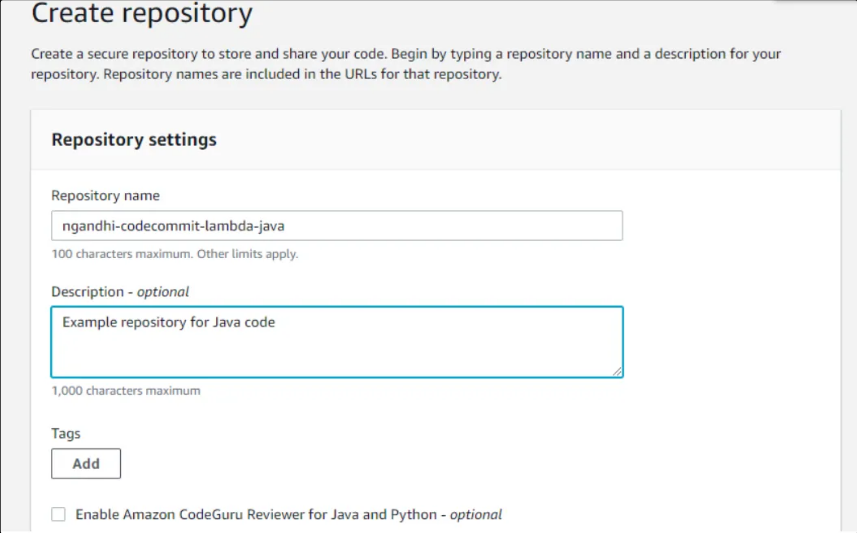 Create repository
Create a secure repository to store and share your code. Begin by typing a repository name and a description for your
repository. Repository names are included in the URLs for that repository.
Repository settings
Repository name
ngandhi-codecommit-lambda-java
100 characters maximum. Other limits apply.
Description - optional
Example repository for Java code
1,000 characters maximum
Tags
Add
Enable Amazon CodeGuru Reviewer for Java and Python - optional